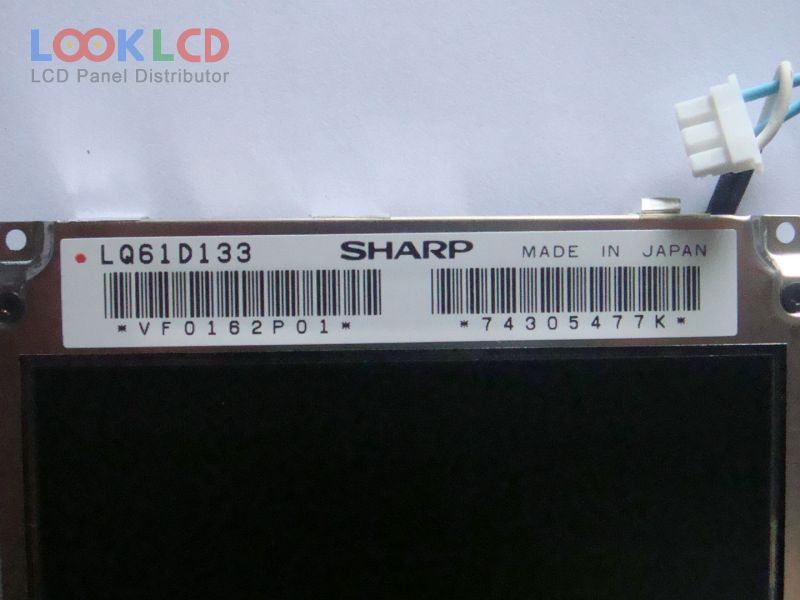 LOOKLCD
LCD Panel Distributor
LQ61D133 SHARP MADE IN JAPAN
*VF0162P01* *74305477K*